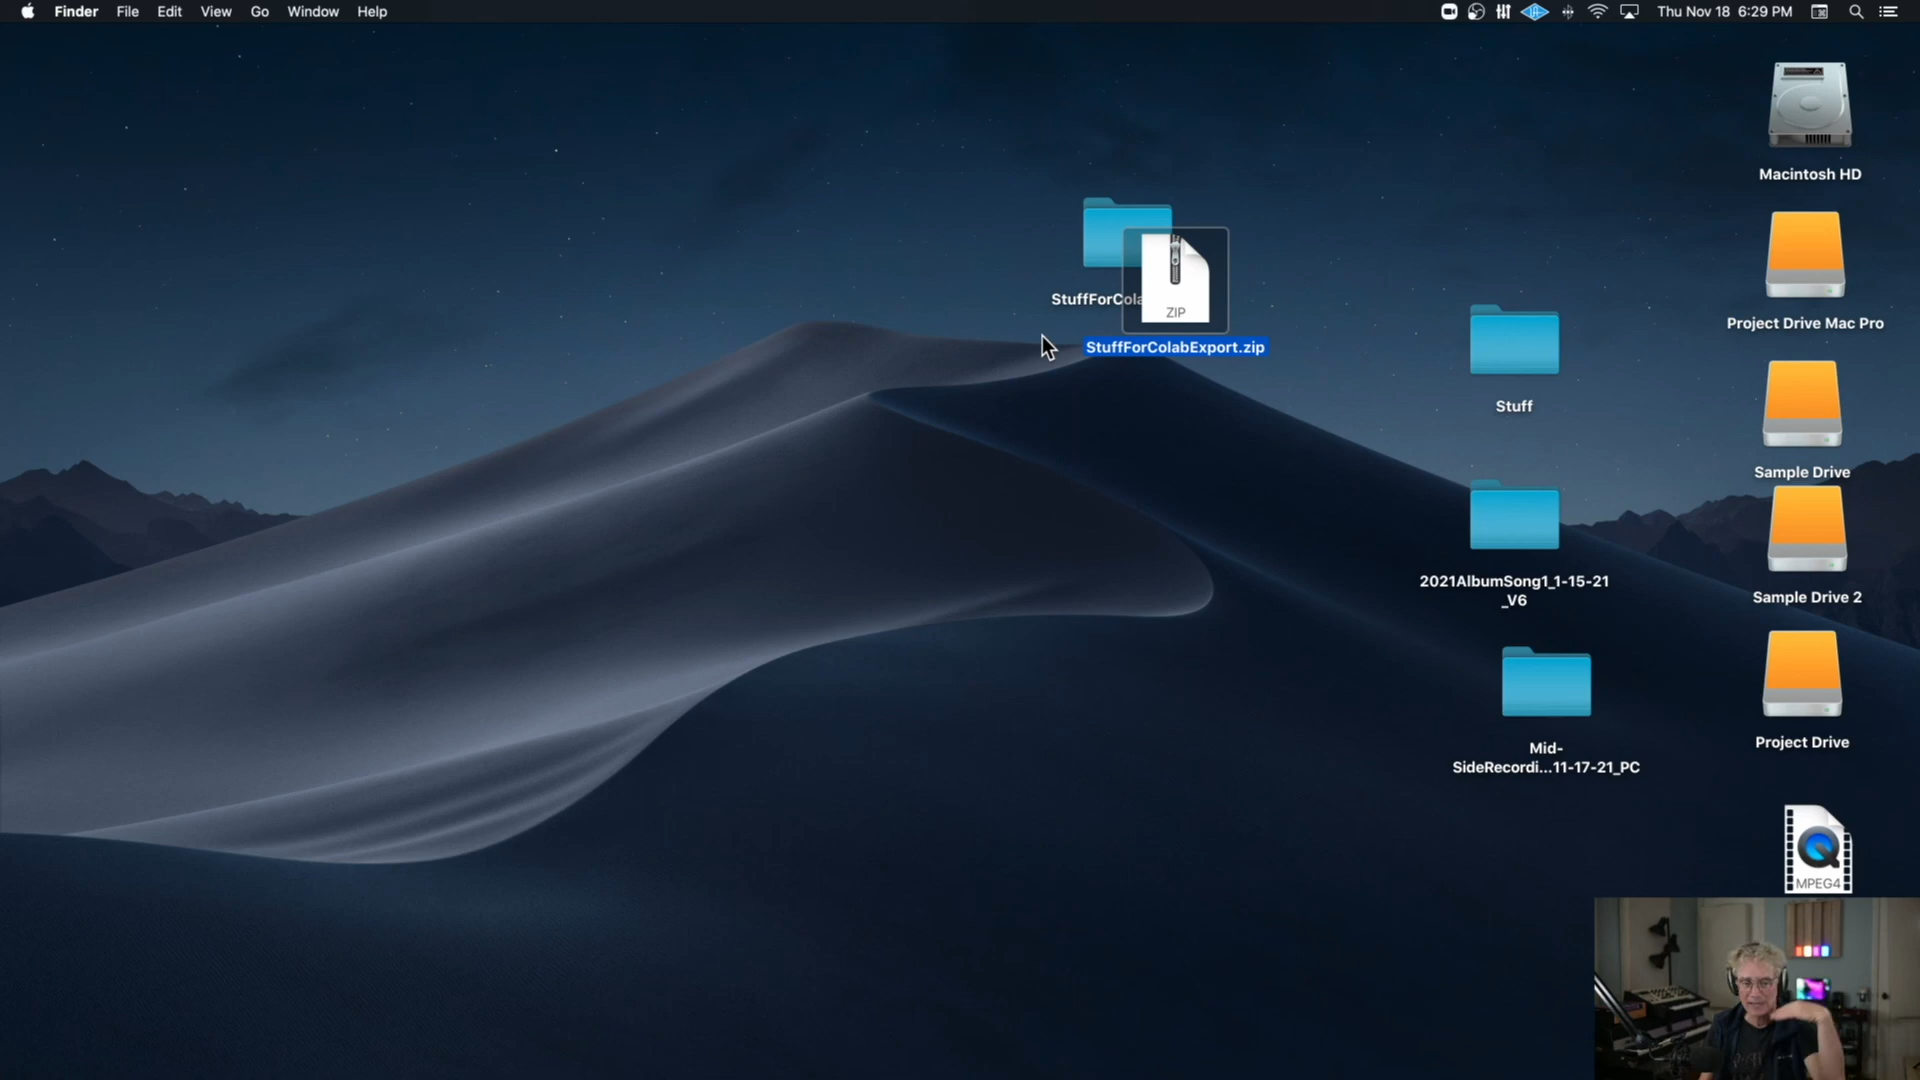 Finder File Edit View Go Window Help
Thu Nov 18 6:29 PM
Macintosh HD
StuffForCola
ZIP
StuffForColabExport.zip
Project Drive Mac Pro
Stuff
Sample Drive
2021AlbumSong1_1-15-21
_V6
Sample Drive 2
Mid-
SideRecordi...11-17-21_PC
Project Drive
MPEG4